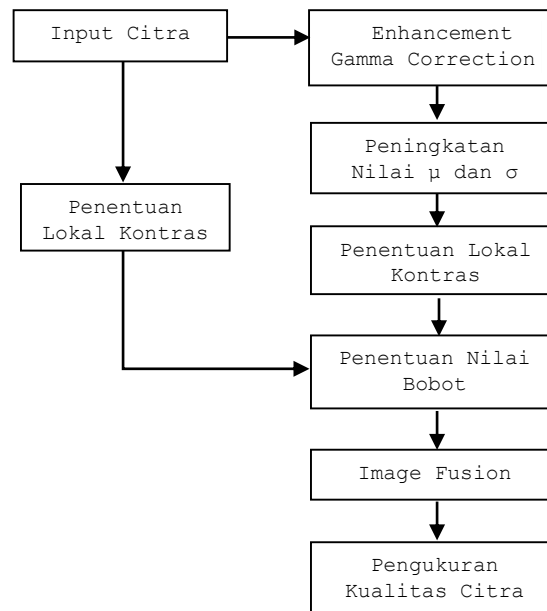 Input Citra
Enhancement
Gamma Correction
Peningkatan
Nilai μ dan σ
Penentuan
Lokal Kontras
Penentuan Lokal
Kontras
Penentuan Nilai
Bobot
Image Fusion
Pengukuran
Kualitas Citra